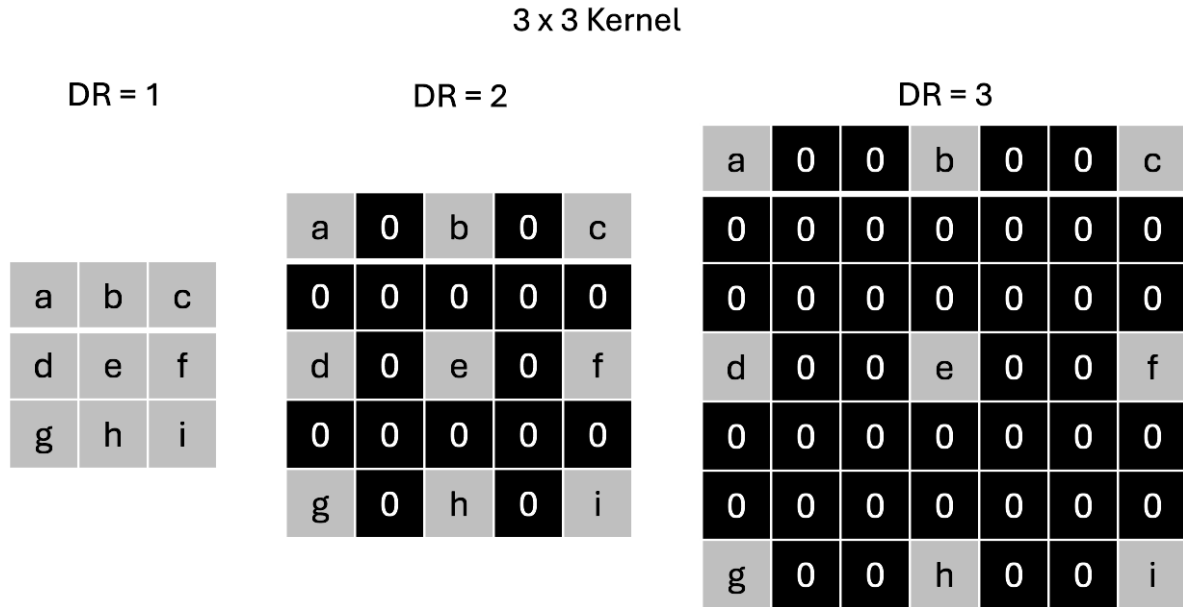 3 x 3 Kernel
DR = 1
a b c
d e f
g h i
DR = 2
a 0 b 0 c
0 0 0 0 0
d 0 e 0 f
0 0 0 0 0
g 0 h 0 i
DR = 3
a 0 0 b 0 0 c
0 0 0 0 0 0 0
0 0 0 0 0 0 0
d 0 0 e 0 0 f
0 0 0 0 0 0 0
0 0 0 0 0 0 0
g 0 0 h 0 0 i